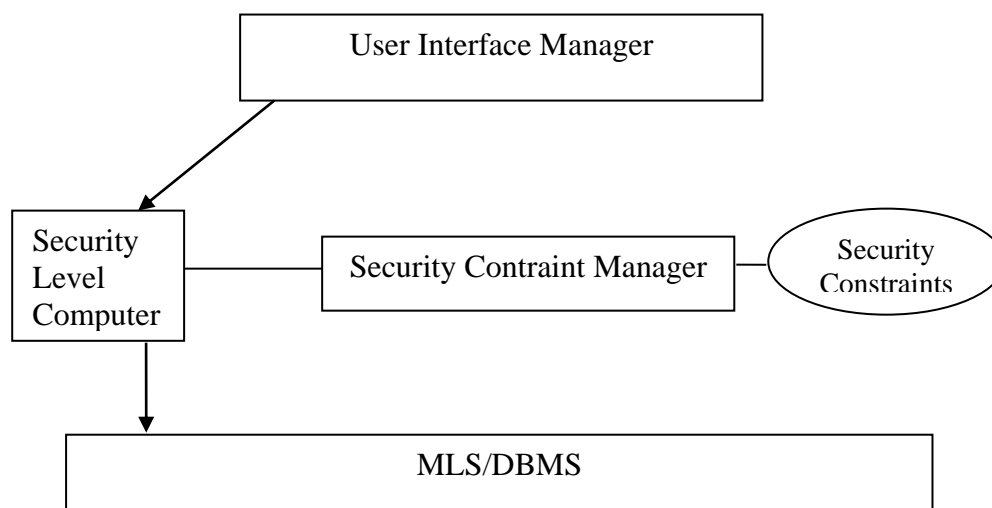 User Interface Manager
Security
Level
Computer
Security Contraint Manager
Security
Constraints
MLS/DBMS